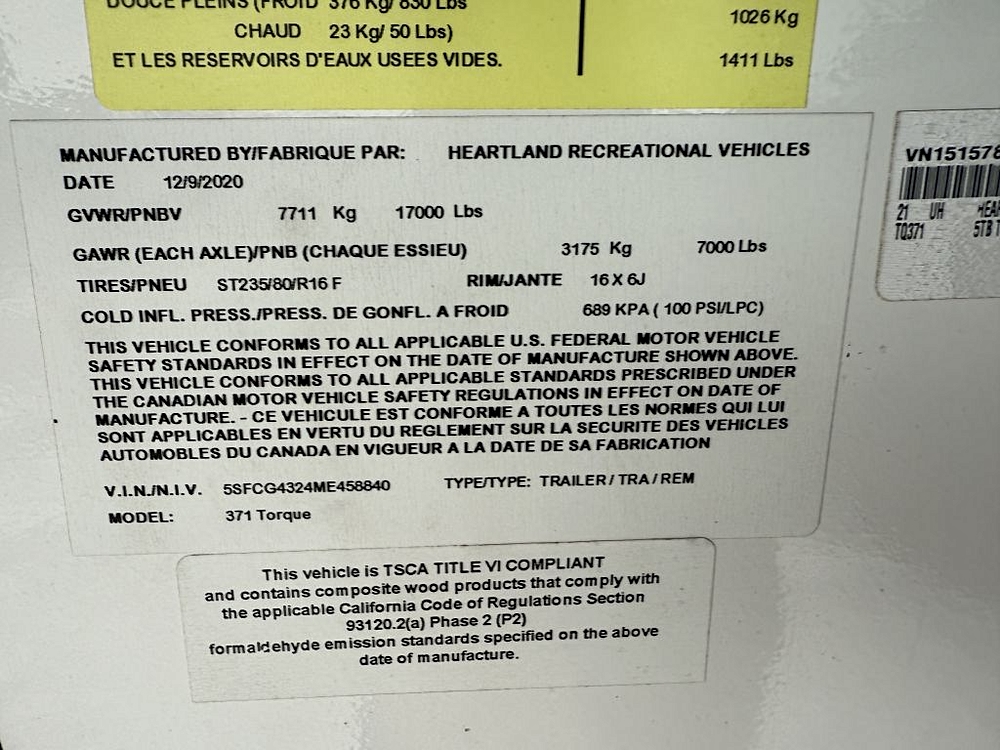 DOUCE PLEINS (FROID 376 Kg/ 830 Lbs
1026 Kg
CHAUD 23 Kg/ 50 Lbs)
ET LES RESERVOIRS D'EAUX USEES VIDES.
1411 Lbs
MANUFACTURED BY/FABRIQUE PAR: HEARTLAND RECREATIONAL VEHICLES
DATE 12/9/2020
GVWR/PNBV 7711 Kg 17000 Lbs
GAWR (EACH AXLE)/PNB (CHAQUE ESSIEU) 3175 Kg 7000 Lbs
TIRES/PNEU ST235/80/R16 F RIM/JANTE 16 X 6J
COLD INFL. PRESS./PRESS. DE GONFL. A FROID 689 KPA ( 100 PSI/LPC)
THIS VEHICLE CONFORMS TO ALL APPLICABLE U.S. FEDERAL MOTOR VEHICLE
SAFETY STANDARDS IN EFFECT ON THE DATE OF MANUFACTURE SHOWN ABOVE.
THIS VEHICLE CONFORMS TO ALL APPLICABLE STANDARDS PRESCRIBED UNDER
THE CANADIAN MOTOR VEHICLE SAFETY REGULATIONS IN EFFECT ON DATE OF
MANUFACTURE. - CE VEHICULE EST CONFORME A TOUTES LES NORMES QUI LUI
SONT APPLICABLES EN VERTU DU REGLEMENT SUR LA SECURITE DES VEHICLES
AUTOMOBILES DU CANADA EN VIGUEUR A LA DATE DE SA FABRICATION
V.I.N./N.I.V. 5SFCG4324ME458840 TYPE/TYPE: TRAILER / TRA / REM
MODEL: 371 Torque
This vehicle is TSCA TITLE VI COMPLIANT
and contains composite wood products that comply with
the applicable California Code of Regulations Section
93120.2(a) Phase 2 (P2)
formaldehyde emission standards specified on the above
date of manufacture.
VN151578
21 UH HEAR
TQ371 5TB T